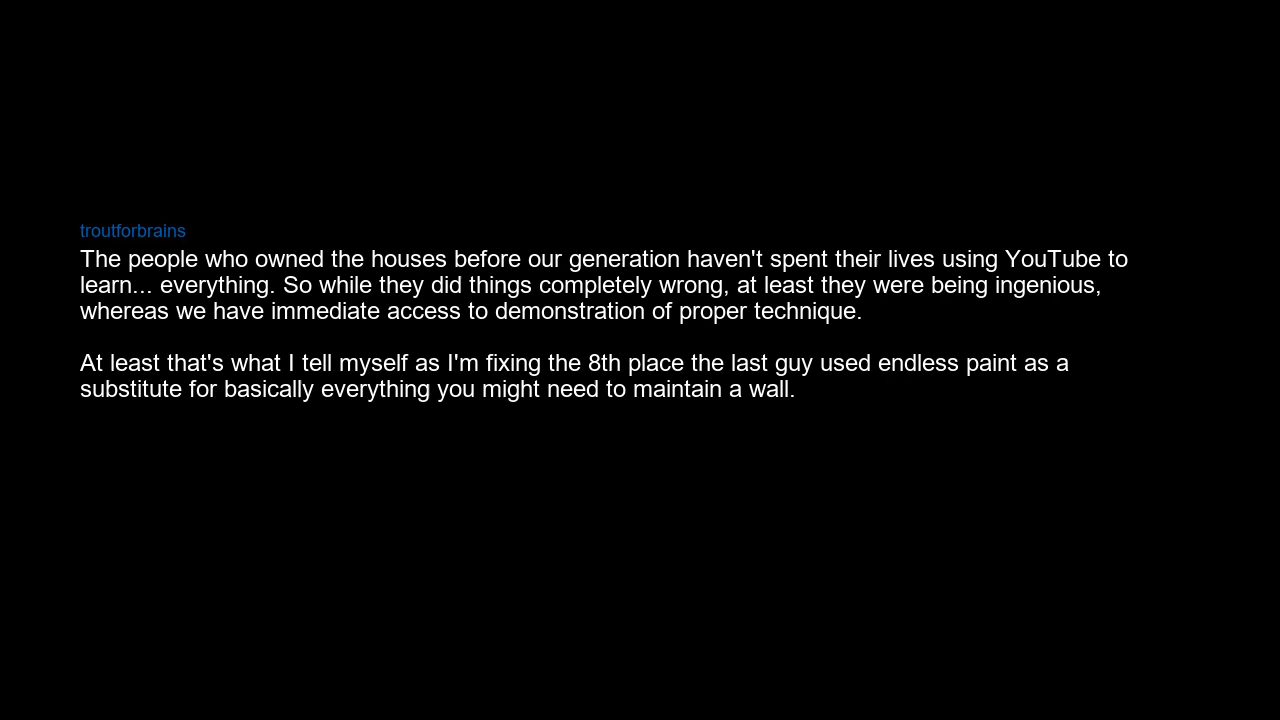 troutforbrains
The people who owned the houses before our generation haven't spent their lives using YouTube to
learn... everything. So while they did things completely wrong, at least they were being ingenious,
whereas we have immediate access to demonstration of proper technique.
At least that's what I tell myself as I'm fixing the 8th place the last guy used endless paint as a
substitute for basically everything you might need to maintain a wall.